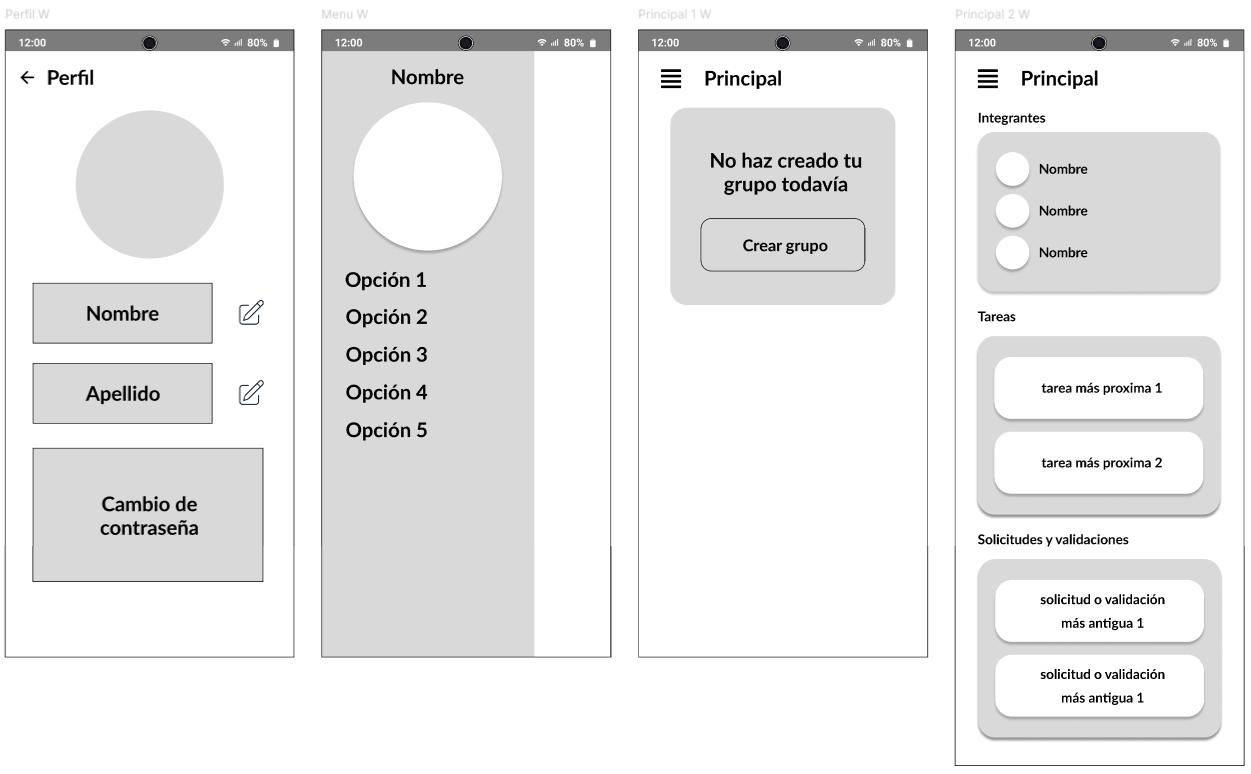 Perfil W
12:00
80%
Perfil
Nombre
Apellido
Cambio de
contraseña
Menu W
12:00
80%
Nombre
Opción 1
Opción 2
Opción 3
Opción 4
Opción 5
Principal 1 W
12:00
80%
Principal
No haz creado tu
grupo todavía
Crear grupo
Principal 2 W
12:00
80%
Principal
Integrantes
Nombre
Nombre
Nombre
Tareas
tarea más proxima 1
tarea más proxima 2
Solicitudes y validaciones
solicitud o validación
más antigua 1
solicitud o validación
más antigua 1